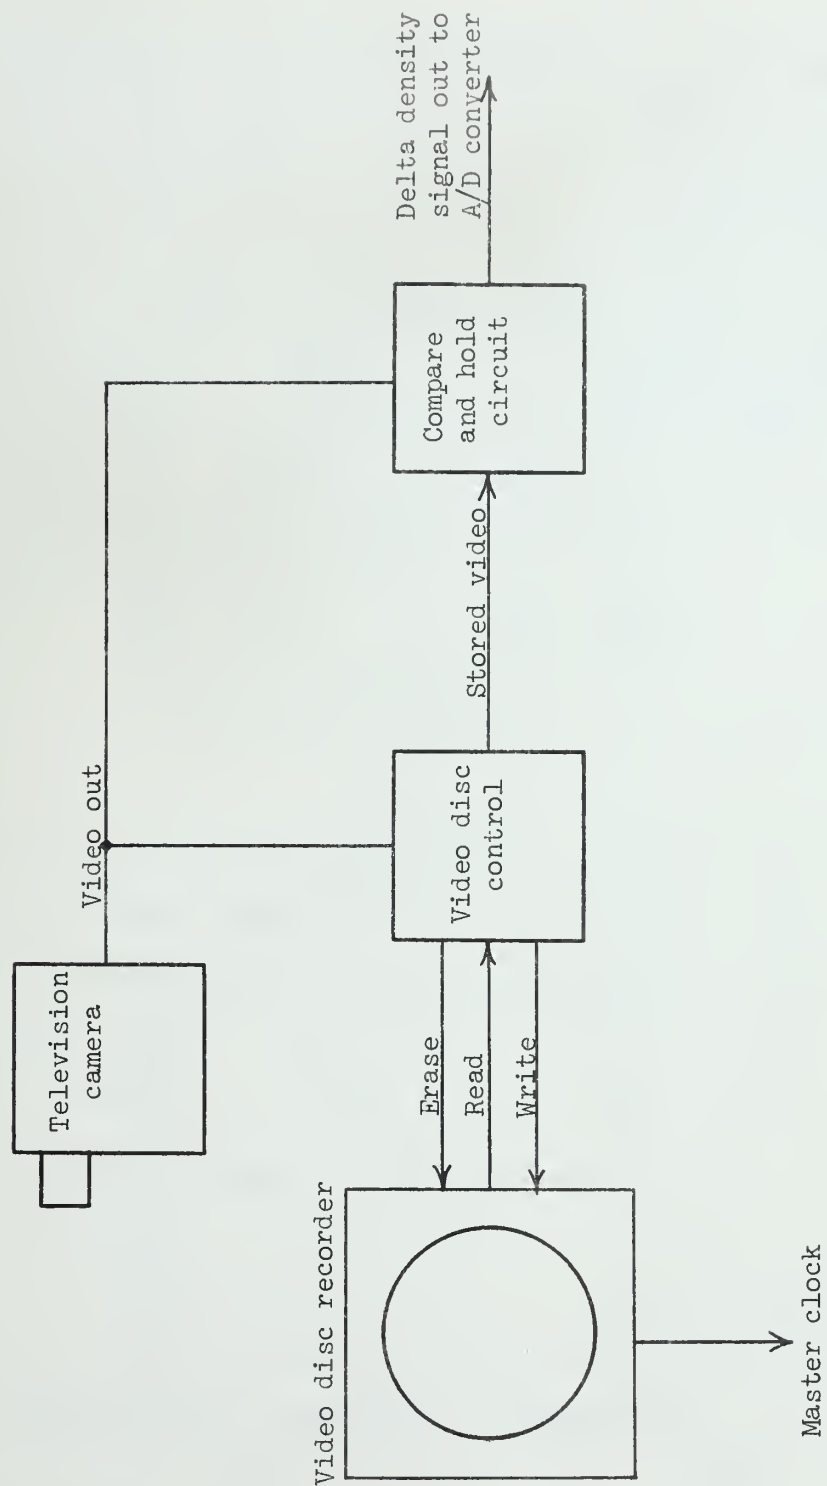 Television
camera
Video out
Delta density
signal out to
A/D converter
Compare
and hold
circuit
Stored video
Video disc
control
Erase
Read
Write
Video disc recorder
Master clock